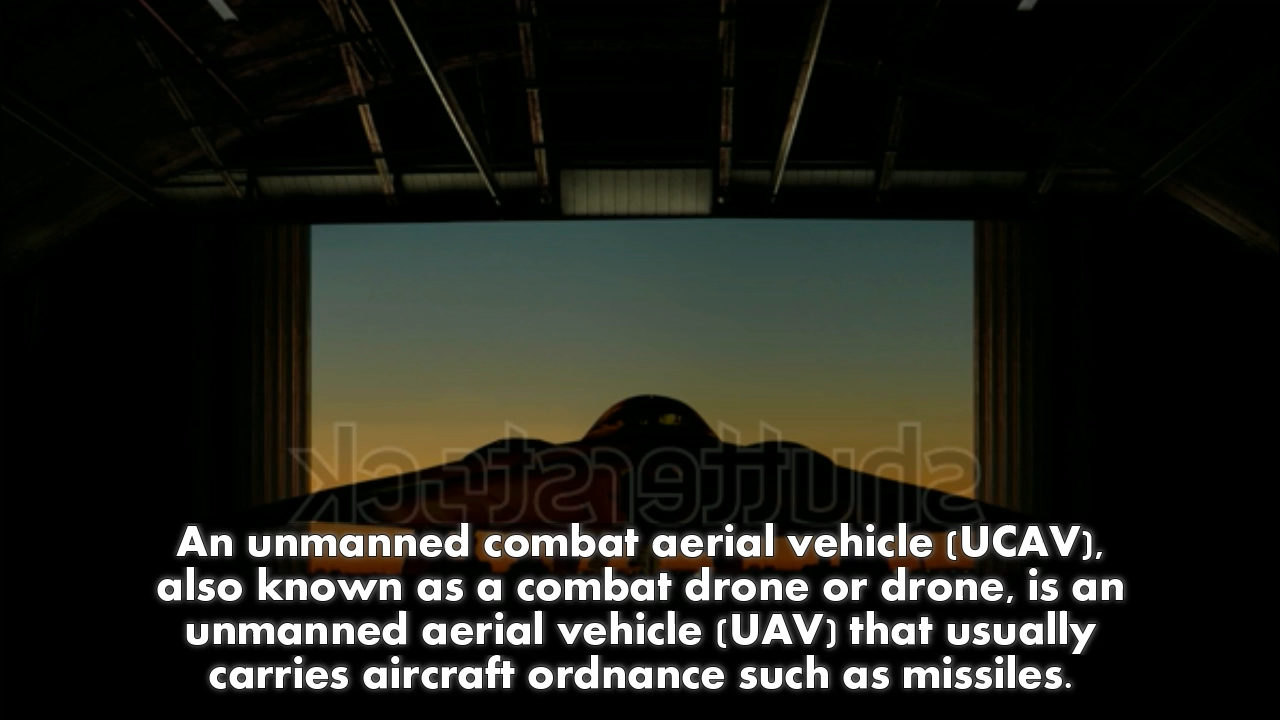 shutterstock
An unmanned combat aerial vehicle (UCAV),
also known as a combat drone or drone, is an
unmanned aerial vehicle (UAV) that usually
carries aircraft ordnance such as missiles.